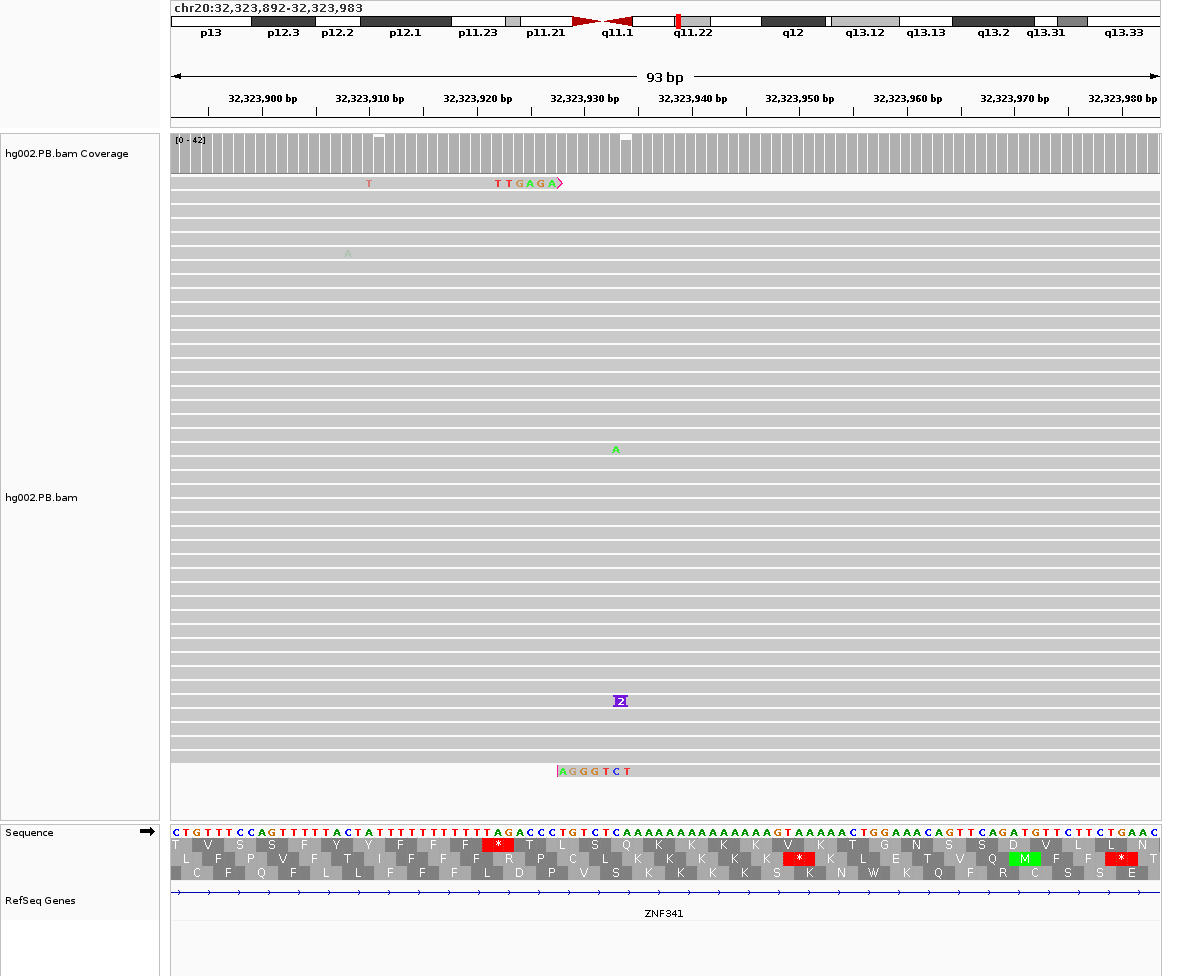 chr20:32,323,892-32,323,983
p13 p12.3 p12.2 p12.1 p11.23 p11.21 q11.1 q11.22 q12 q13.12 q13.13 q13.2 q13.31 q13.33
93 bp
32,323,900 bp 32,323,910 bp 32,323,920 bp 32,323,930 bp 32,323,940 bp 32,323,950 bp 32,323,960 bp 32,323,970 bp 32,323,980 bp
hg002.PB.bam Coverage
[0 - 42]
T TTGAGA
A
A
hg002.PB.bam
2
AGGGTCT
Sequence
CTGTTTCCAGTTTTTACTATTTTTTTTTTTAGACCCTGTCTCAAAAAAAAAAAAAAGTAAAAACTGGAAACAGTTCAGATGTTCTTCTGAAC
T V S S F Y Y F F F * T L S Q K K K K V K T G N S S D V L L N
L F P V F T I F F F R P C L K K K K K * K L E T V Q M F F * T
C F Q F L L F F F L D P V S K K K K S K N W K Q F R C S S E
RefSeq Genes
ZNF341